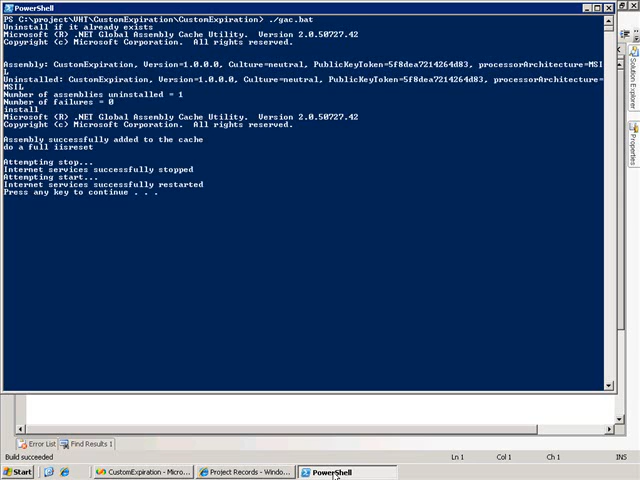 PowerShell
PS C:\project\VHT\CustomExpiration\CustomExpiration> ./gac.bat
Uninstall if it already exists
Microsoft (R) .NET Global Assembly Cache Utility.  Version 2.0.50727.42
Copyright (c) Microsoft Corporation.  All rights reserved.
Assembly: CustomExpiration, Version=1.0.0.0, Culture=neutral, PublicKeyToken=5f8dea7214264d83, processorArchitecture=MSI
L
Uninstalled: CustomExpiration, Version=1.0.0.0, Culture=neutral, PublicKeyToken=5f8dea7214264d83, processorArchitecture=
MSIL
Number of assemblies uninstalled = 1
Number of failures = 0
install
Microsoft (R) .NET Global Assembly Cache Utility.  Version 2.0.50727.42
Copyright (c) Microsoft Corporation.  All rights reserved.
Assembly successfully added to the cache
do a full iisreset
Attempting stop...
Internet services successfully stopped
Attempting start...
Internet services successfully restarted
Press any key to continue . . .
Solution Explorer
Properties
Error List
Find Results 1
Build succeeded
Ln 1
Col 1
Ch 1
INS
Start
CustomExpiration - Micro...
Project Records - Windo...
PowerShell